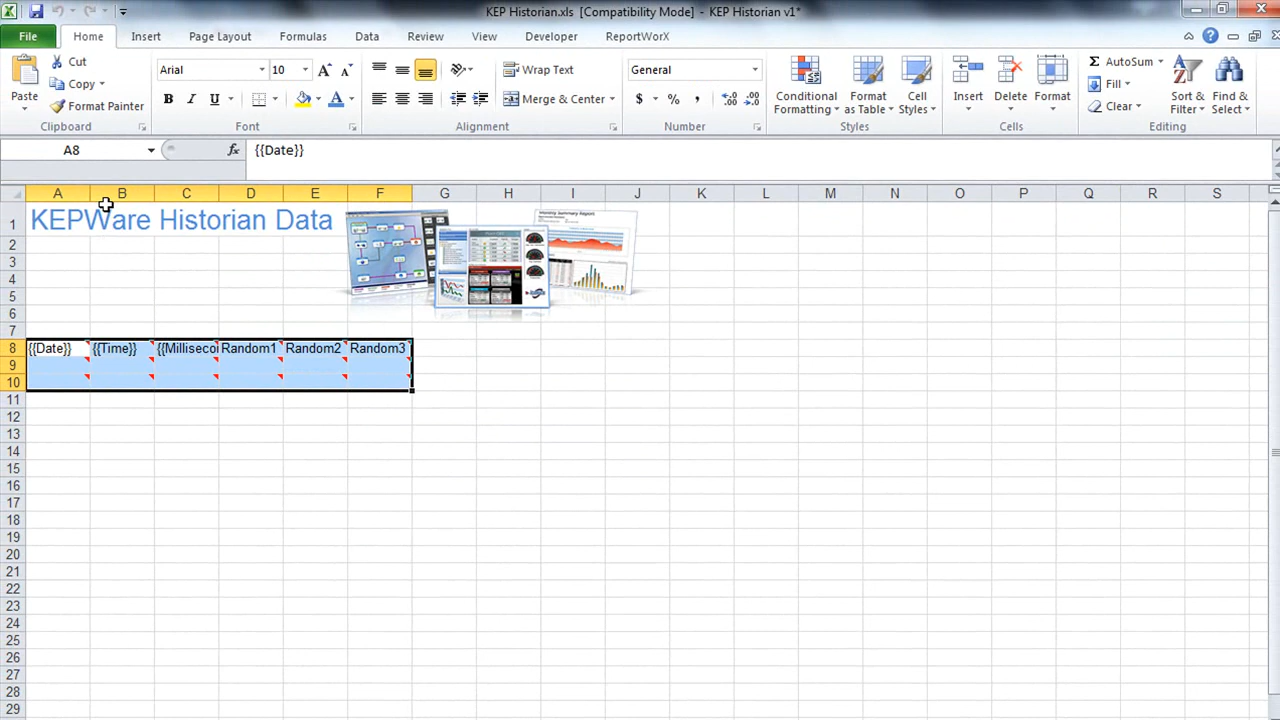 KEP Historian.xls [Compatibility Mode] - KEP Historian v1*
File Home Insert Page Layout Formulas Data Review View Developer ReportWorX
Paste
Cut
Copy
Format Painter
Clipboard
Arial 10
B I U
Font
Wrap Text
Merge & Center
Alignment
General
$ % ,
Number
Conditional Formatting
Format as Table
Cell Styles
Styles
Insert
Delete
Format
Cells
AutoSum
Fill
Clear
Sort & Filter
Find & Select
Editing
A8 fx {{Date}}
A B C D E F G H I J K L M N O P Q R S
1 KEPWare Historian Data
2
3
4
5
6
7
8 {{Date}} {{Time}} {{Milliseco Random1 Random2 Random3
9
10
11
12
13
14
15
16
17
18
19
20
21
22
23
24
25
26
27
28
29